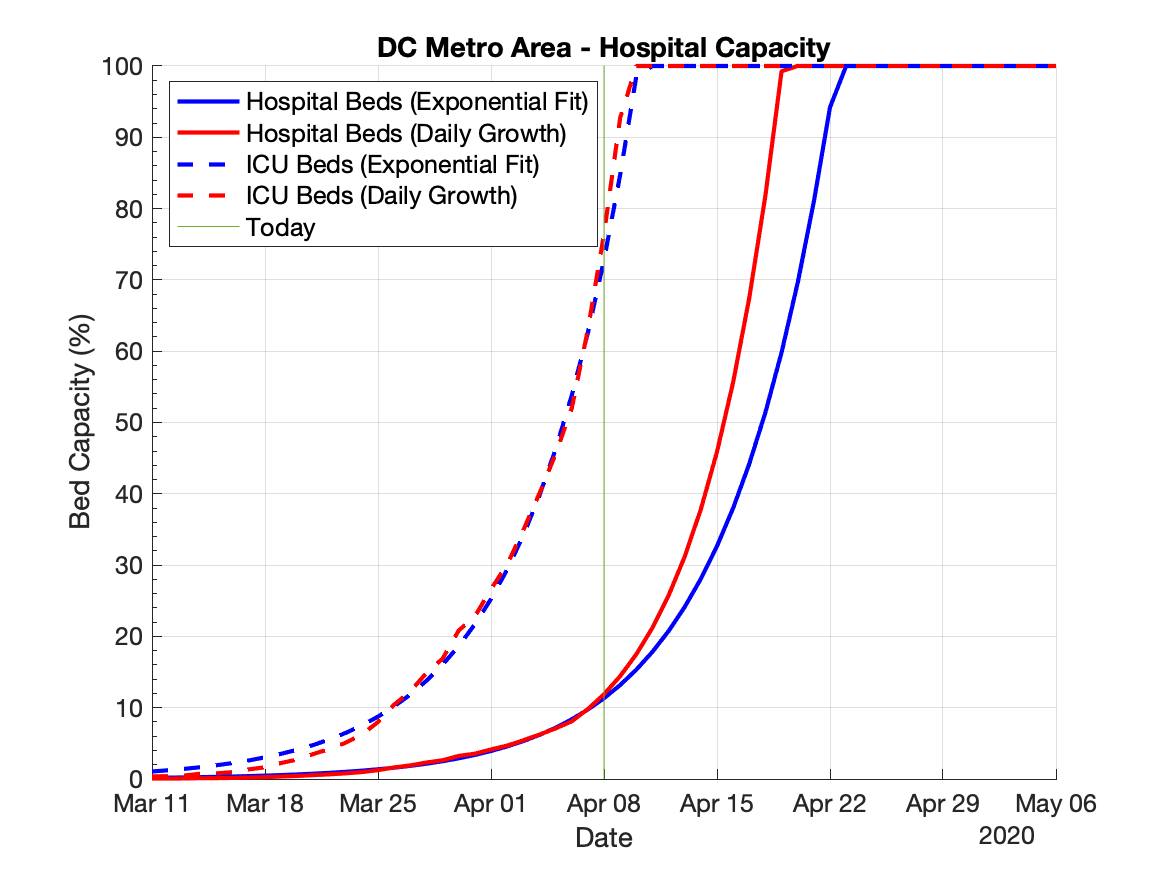 DC Metro Area - Hospital Capacity
Hospital Beds (Exponential Fit)
Hospital Beds (Daily Growth)
ICU Beds (Exponential Fit)
ICU Beds (Daily Growth)
Today
Bed Capacity (%)
100
90
80
70
60
50
40
30
20
10
0
Mar 11 Mar 18 Mar 25 Apr 01 Apr 08 Apr 15 Apr 22 Apr 29 May 06
Date
2020